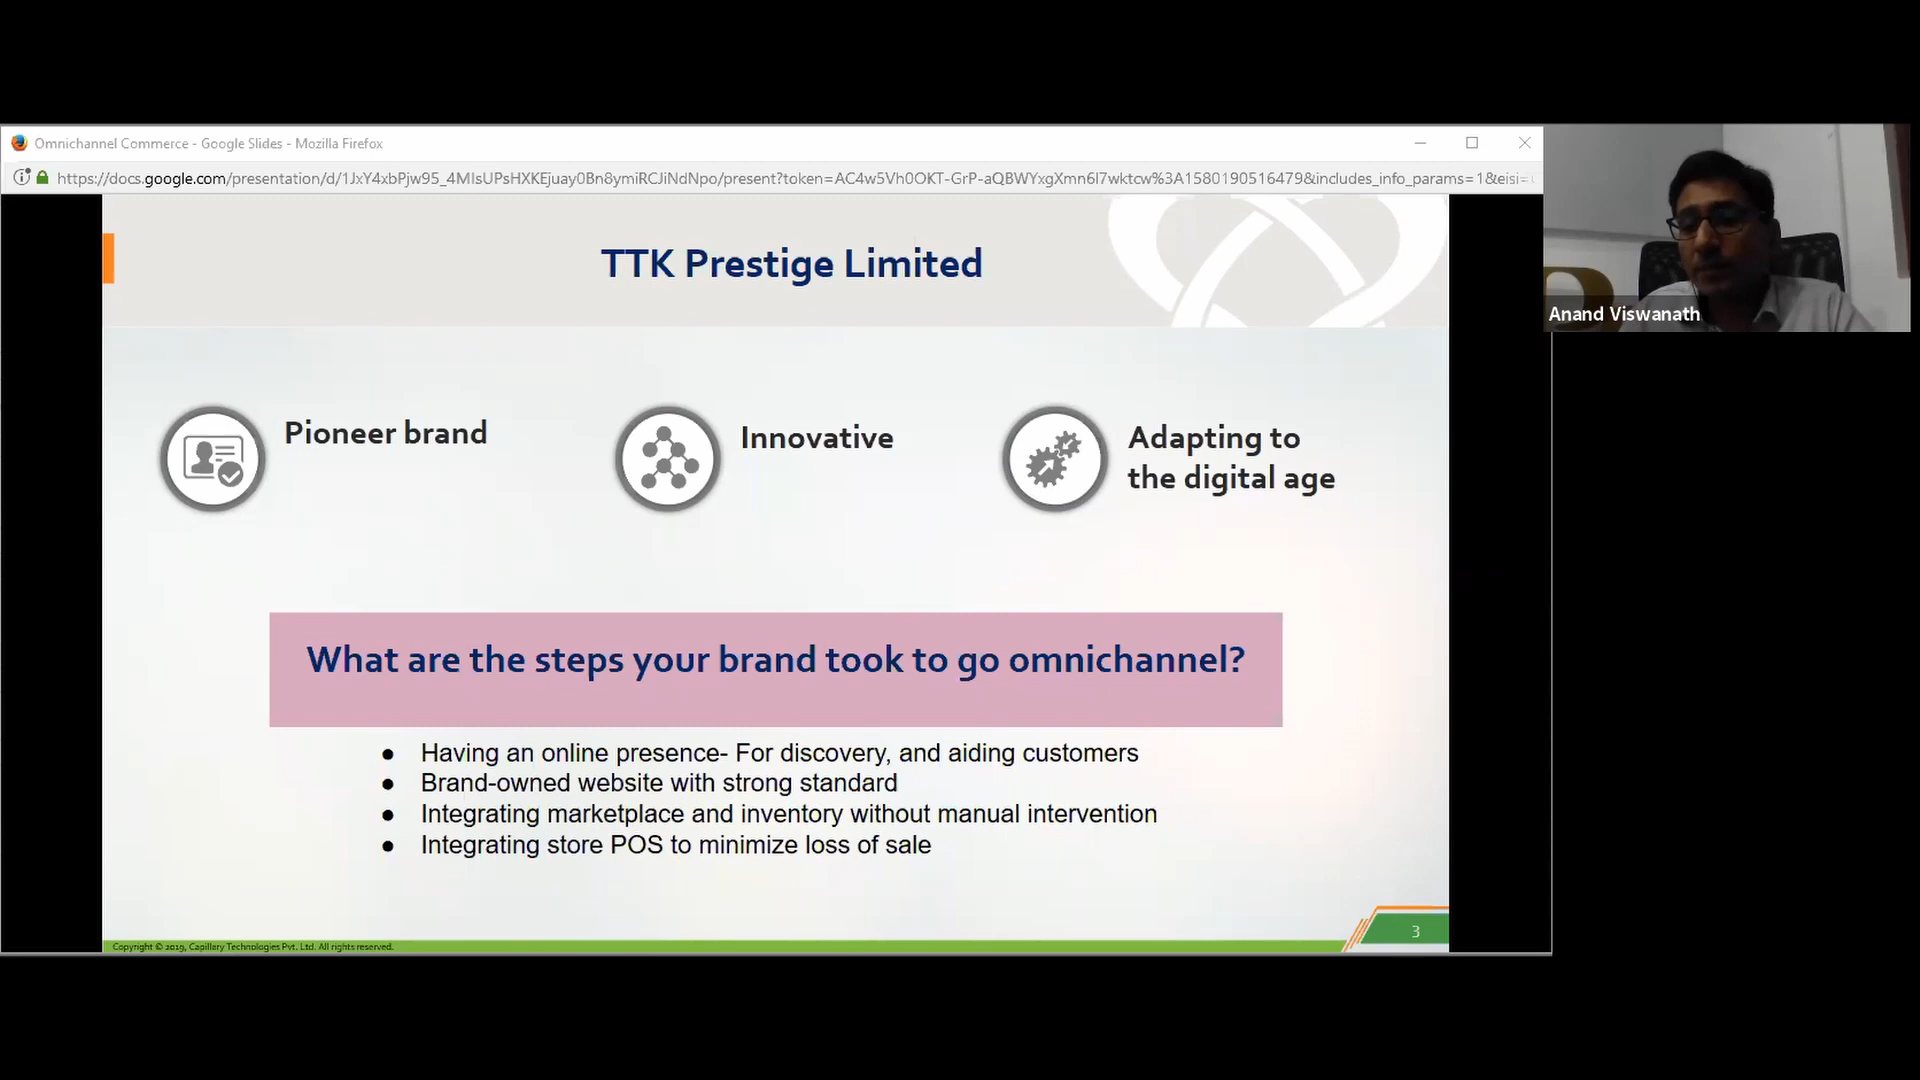 Omnichannel Commerce - Google Slides - Mozilla Firefox
https://docs.google.com/presentation/d/1JxY4xbPjw95_4MIsUPsHXKEjuay0Bn8ymiRCJiNdNpo/present?token=AC4w5Vh0OKT-GrP-aQBWYxgXmn6l7wktcw%3A1580190516479&includes_info_params=1&eisi=
TTK Prestige Limited
Anand Viswanath
Pioneer brand
Innovative
Adapting to
the digital age
What are the steps your brand took to go omnichannel?
● Having an online presence- For discovery, and aiding customers
● Brand-owned website with strong standard
● Integrating marketplace and inventory without manual intervention
● Integrating store POS to minimize loss of sale
3
Copyright © 2019, Capillary Technologies Pvt. Ltd. All rights reserved.